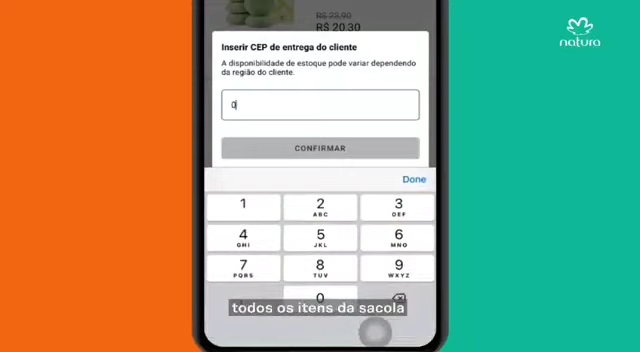 R$ 28,90
R$ 20,30
natura
Inserir CEP de entrega do cliente
A disponibilidade de estoque pode variar dependendo
da região do cliente.
0
CONFIRMAR
Done
1 2 3
ABC DEF
4 5 6
GHI JKL MNO
7 8 9
PQRS TUV WXYZ
0
todos os itens da sacola